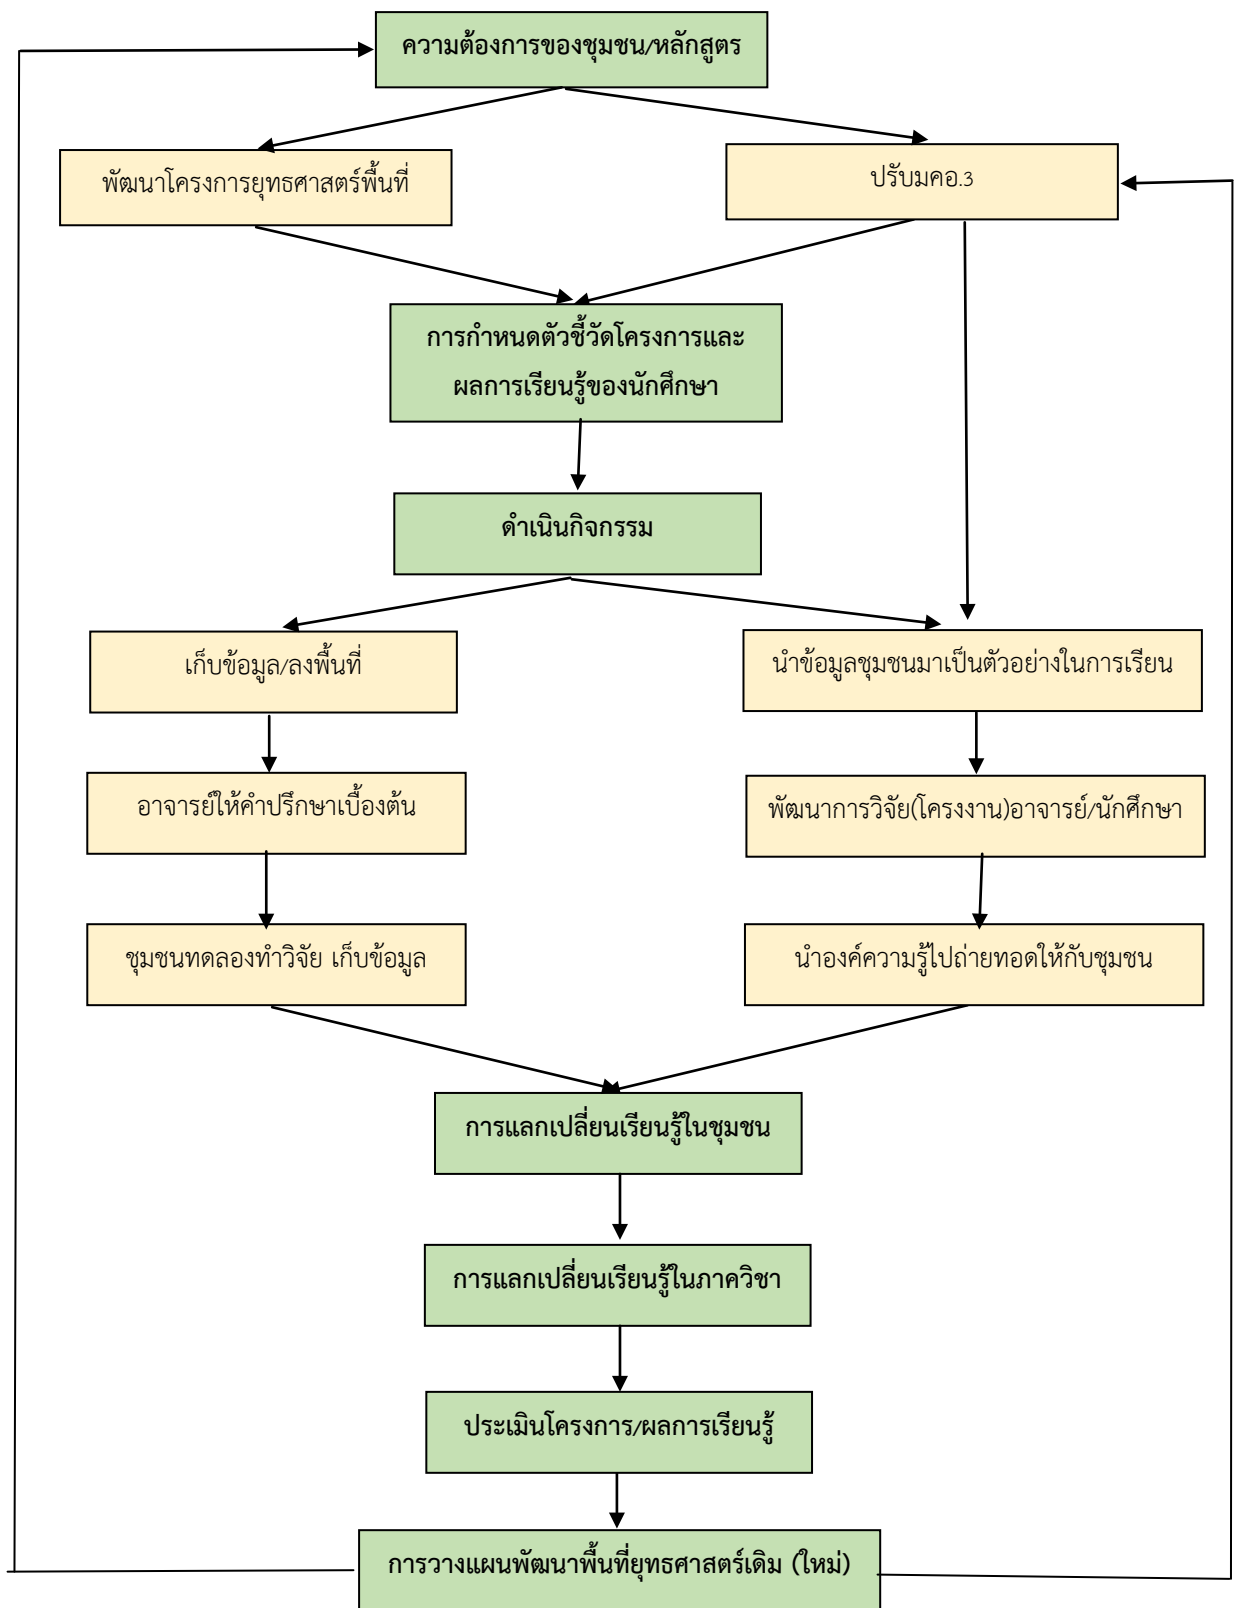 ความต้องการของชุมชน/หลักสูตร
พัฒนาโครงการยุทธศาสตร์พื้นที่
ปรับมคอ.3
การกำหนดตัวชี้วัดโครงการและ
ผลการเรียนรู้ของนักศึกษา
ดำเนินกิจกรรม
เก็บข้อมูล/ลงพื้นที่
นำข้อมูลชุมชนมาเป็นตัวอย่างในการเรียน
อาจารย์ให้คำปรึกษาเบื้องต้น
พัฒนาการวิจัย(โครงงาน)อาจารย์/นักศึกษา
ชุมชนทดลองทำวิจัย เก็บข้อมูล
นำองค์ความรู้ไปถ่ายทอดให้กับชุมชน
การแลกเปลี่ยนเรียนรู้ในชุมชน
การแลกเปลี่ยนเรียนรู้ในภาควิชา
ประเมินโครงการ/ผลการเรียนรู้
การวางแผนพัฒนาพื้นที่ยุทธศาสตร์เดิม (ใหม่)